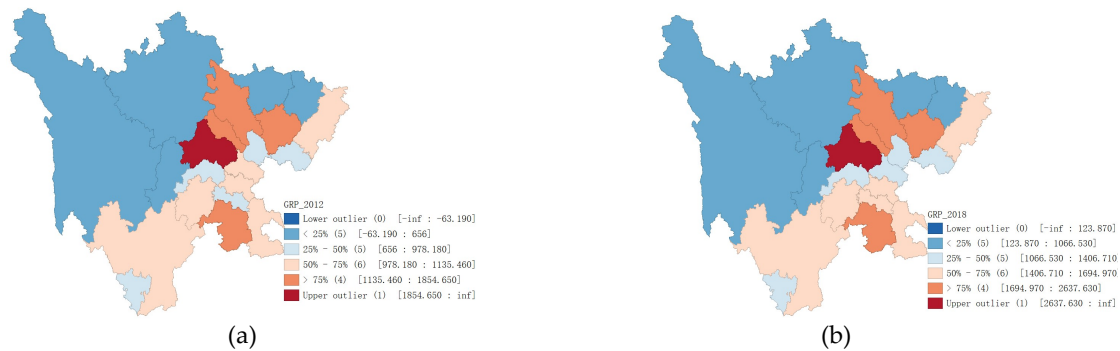 GRP_2012
Lower outlier (0) [-inf : -63.190]
< 25% (5) [-63.190 : 656]
25% - 50% (5) [656 : 978.180]
50% - 75% (6) [978.180 : 1135.460]
> 75% (4) [1135.460 : 1854.650]
Upper outlier (1) [1854.650 : inf]
(a)
GRP_2018
Lower outlier (0) [-inf : 123.870]
< 25% (5) [123.870 : 1066.530]
25% - 50% (5) [1066.530 : 1406.710]
50% - 75% (6) [1406.710 : 1694.970
> 75% (4) [1694.970 : 2637.630]
Upper outlier (1) [2637.630 : inf]
(b)